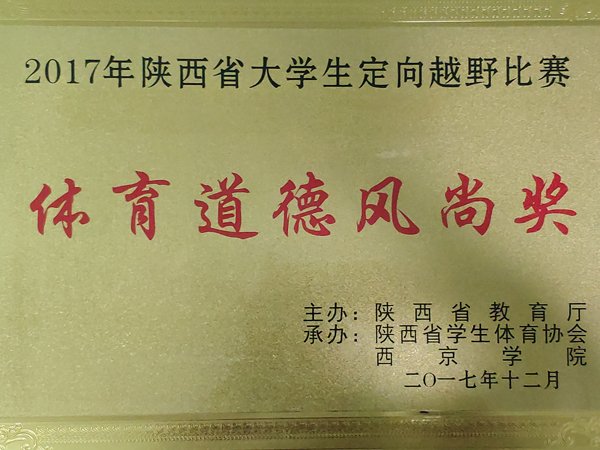 2017年陕西省大学生定向越野比赛
体育道德风尚奖
主办：陕西省教育厅
承办：陕西省学生体育协会
西京学院
二〇一七年十二月